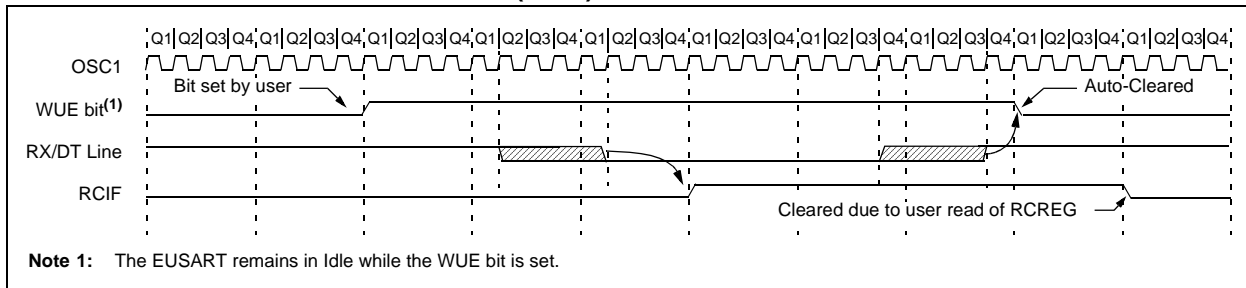 Q1 Q2 Q3 Q4 Q1 Q2 Q3 Q4 Q1 Q2 Q3 Q4 Q1 Q2 Q3 Q4 Q1 Q2 Q3 Q4 Q1 Q2 Q3 Q4 Q1 Q2 Q3 Q4 Q1 Q2 Q3 Q4 Q1 Q2 Q3 Q4 Q1 Q2 Q3 Q4
OSC1
Bit set by user
Auto-Cleared
WUE bit(1)
RX/DT Line
RCIF
Cleared due to user read of RCREG
Note 1: The EUSART remains in Idle while the WUE bit is set.